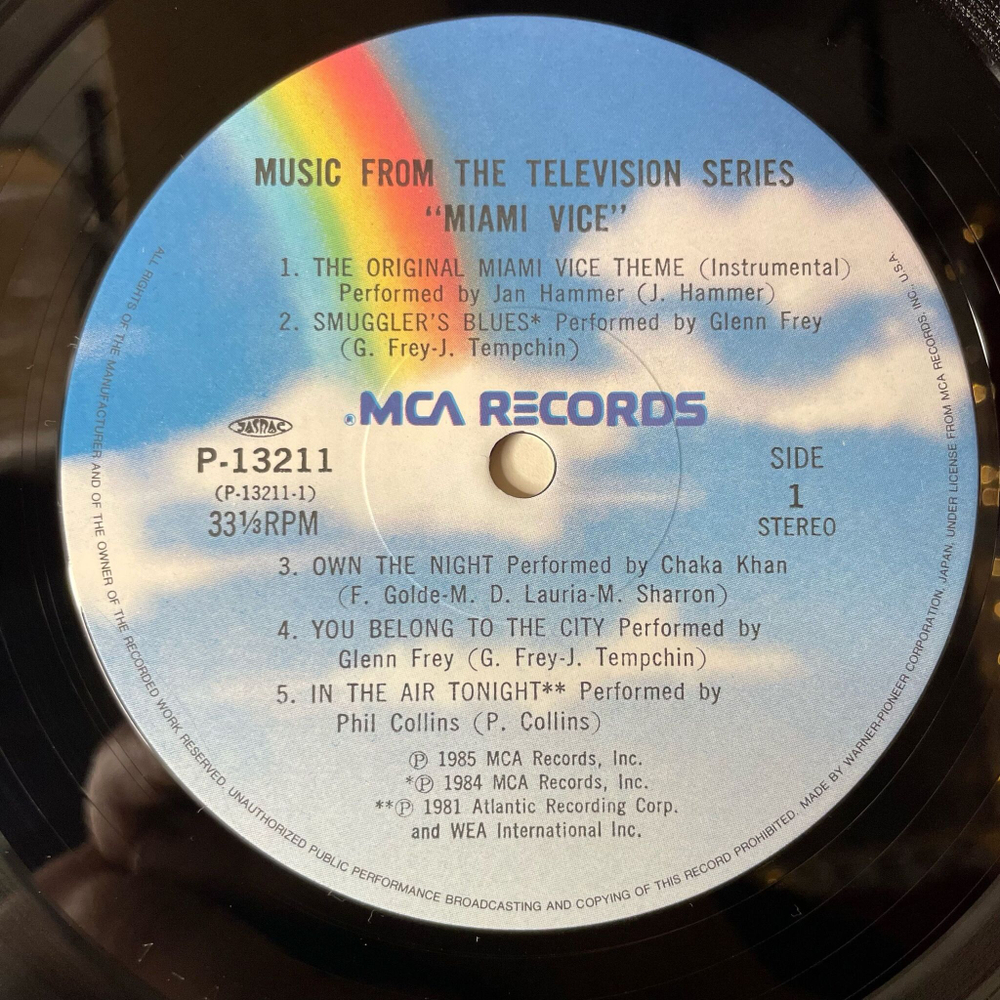 MUSIC FROM THE TELEVISION SERIES
“MIAMI VICE”
1. THE ORIGINAL MIAMI VICE THEME (Instrumental)
Performed by Jan Hammer (J. Hammer)
2. SMUGGLER'S BLUES* Performed by Glenn Frey
(G. Frey-J. Tempchin)
®MCA RECORDS
JASRAC
P-13211
(P-13211-1)
33⅓RPM
SIDE
1
STEREO
3. OWN THE NIGHT Performed by Chaka Khan
(F. Golde-M. D. Lauria-M. Sharron)
4. YOU BELONG TO THE CITY Performed by
Glenn Frey (G. Frey-J. Tempchin)
5. IN THE AIR TONIGHT** Performed by
Phil Collins (P. Collins)
℗ 1985 MCA Records, Inc.
*℗ 1984 MCA Records, Inc.
**℗ 1981 Atlantic Recording Corp.
and WEA International Inc.
ALL RIGHTS OF THE MANUFACTURER AND OF THE OWNER OF THE RECORDED WORK RESERVED. UNAUTHORIZED PUBLIC PERFORMANCE BROADCASTING AND COPYING OF THIS RECORD PROHIBITED. MADE BY WARNER-PIONEER CORPORATION, JAPAN, UNDER LICENSE FROM MCA RECORDS, INC., U.S.A.